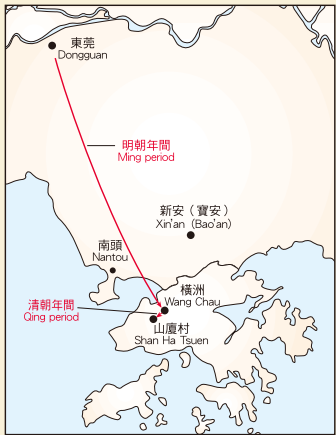 東莞
Dongguan
明朝年間
Ming period
新安（寶安）
Xin'an (Bao'an)
南頭
Nantou
橫洲
Wang Chau
清朝年間
Qing period
山廈村
Shan Ha Tsuen